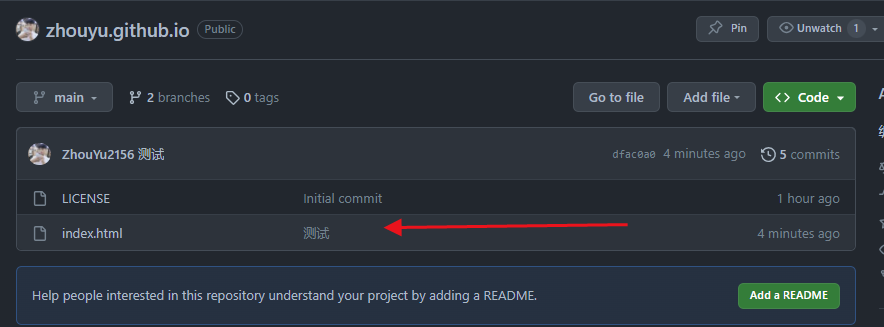 zhouyu.github.io Public Pin Unwatch 1
main 2 branches 0 tags Go to file Add file Code
ZhouYu2156 测试 dfac0a0 4 minutes ago 5 commits
LICENSE Initial commit 1 hour ago
index.html 测试 4 minutes ago
Help people interested in this repository understand your project by adding a README. Add a README